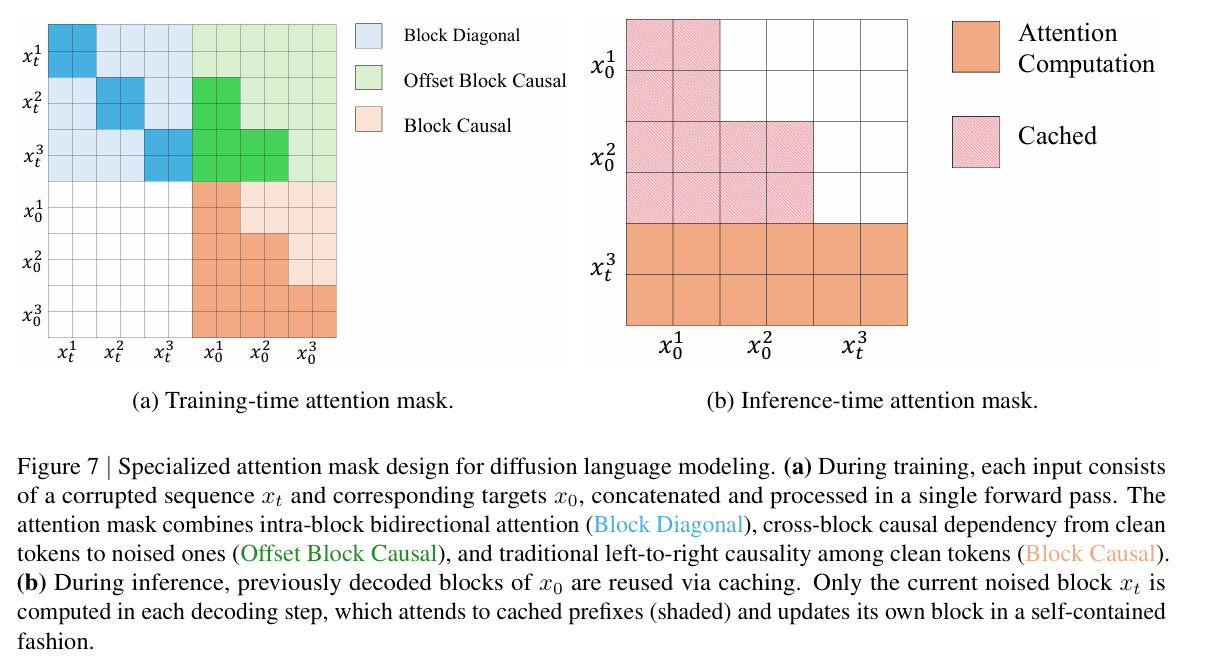 Block Diagonal
Offset Block Causal
Block Causal
x_t^1
x_t^2
x_t^3
x_0^1
x_0^2
x_0^3
x_t^1 x_t^2 x_t^3 x_0^1 x_0^2 x_0^3
(a) Training-time attention mask.
x_0^1
x_0^2
x_t^3
x_0^1 x_0^2 x_t^3
Attention
Computation
Cached
(b) Inference-time attention mask.
Figure 7 | Specialized attention mask design for diffusion language modeling. (a) During training, each input consists
of a corrupted sequence x_t and corresponding targets x_0, concatenated and processed in a single forward pass. The
attention mask combines intra-block bidirectional attention (Block Diagonal), cross-block causal dependency from clean
tokens to noised ones (Offset Block Causal), and traditional left-to-right causality among clean tokens (Block Causal).
(b) During inference, previously decoded blocks of x_0 are reused via caching. Only the current noised block x_t is
computed in each decoding step, which attends to cached prefixes (shaded) and updates its own block in a self-contained
fashion.